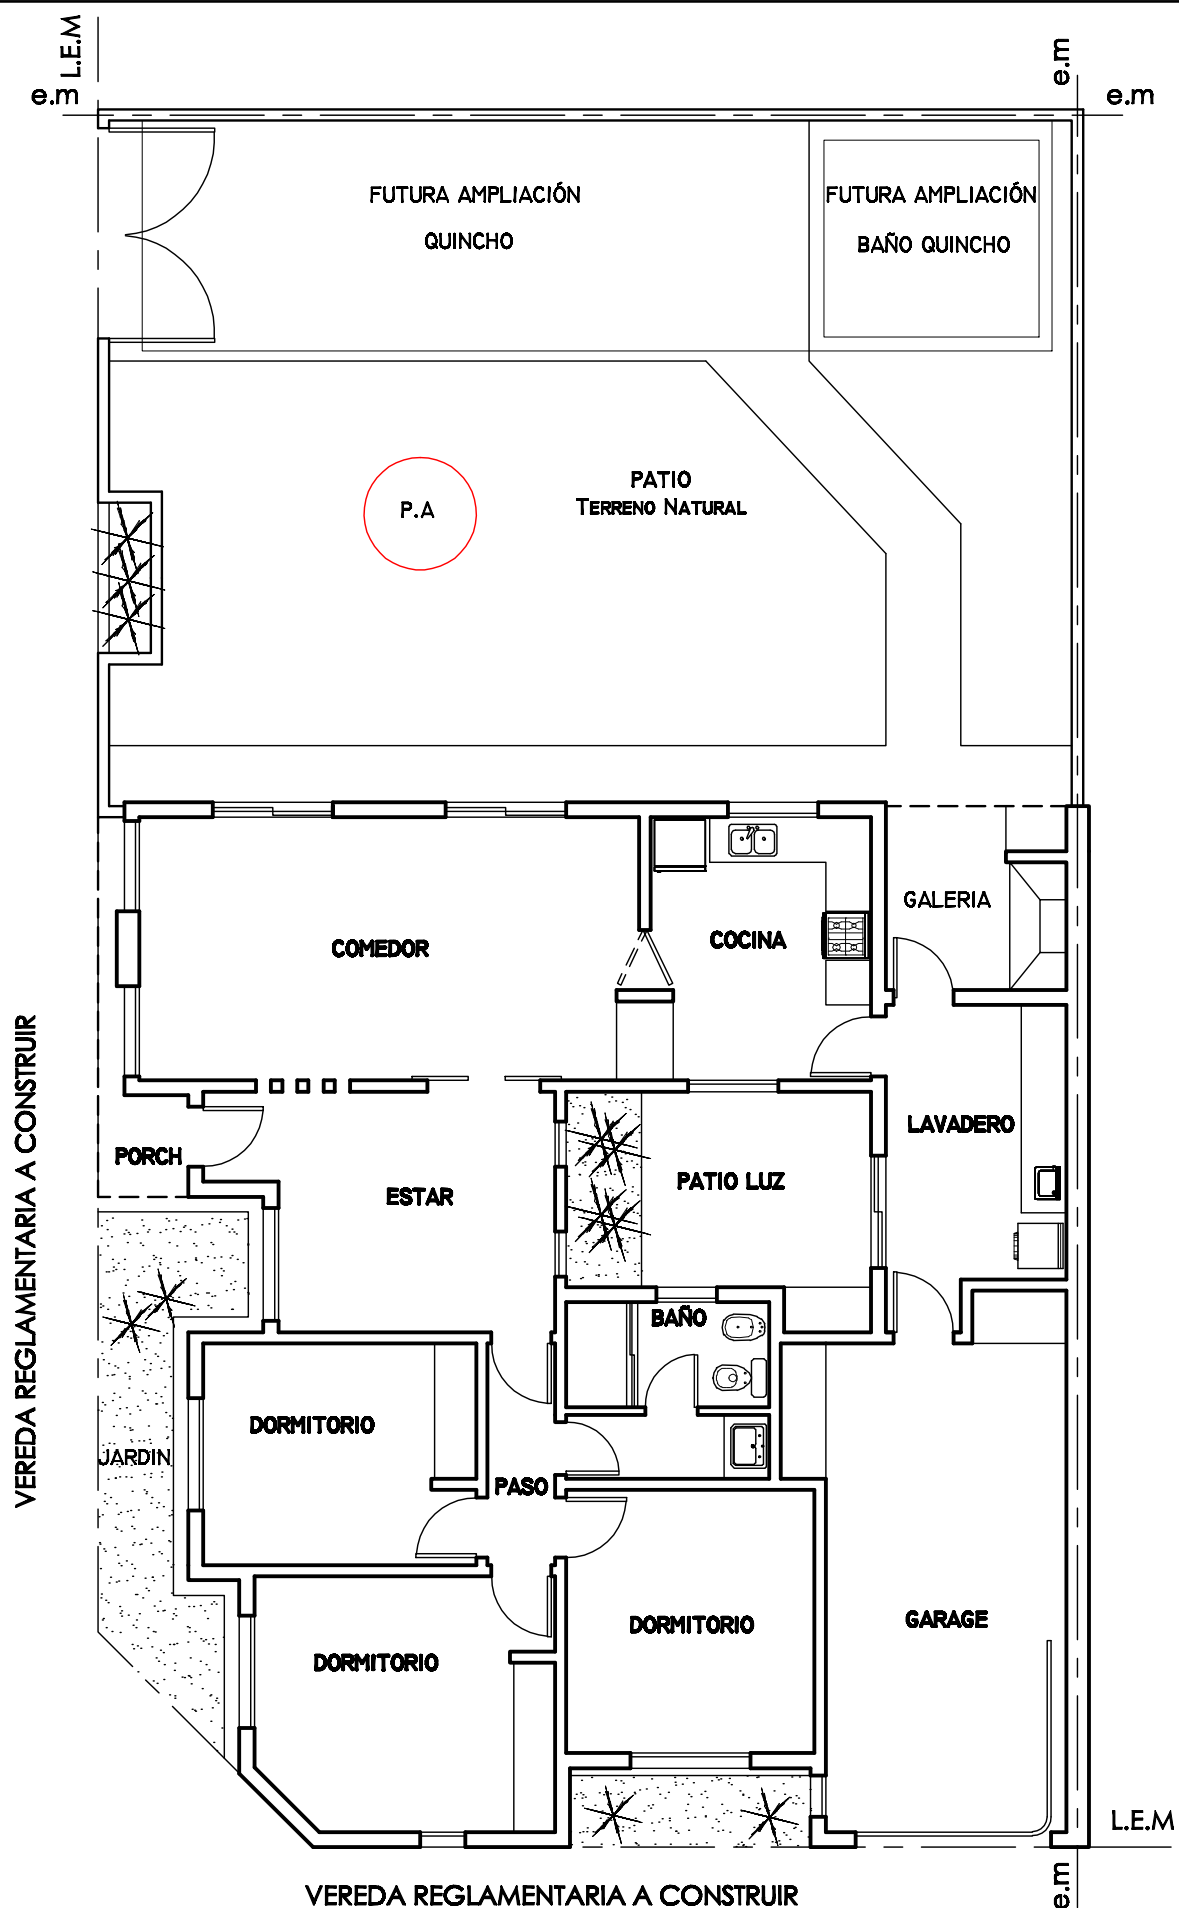 L.E.M
e.m
e.m
e.m
FUTURA AMPLIACIÓN
QUINCHO
FUTURA AMPLIACIÓN
BAÑO QUINCHO
P.A
PATIO
TERRENO NATURAL
GALERIA
COMEDOR
COCINA
LAVADERO
PORCH
ESTAR
PATIO LUZ
VEREDA REGLAMENTARIA A CONSTRUIR
BAÑO
DORMITORIO
JARDIN
PASO
DORMITORIO
DORMITORIO
GARAGE
L.E.M
VEREDA REGLAMENTARIA A CONSTRUIR
e.m